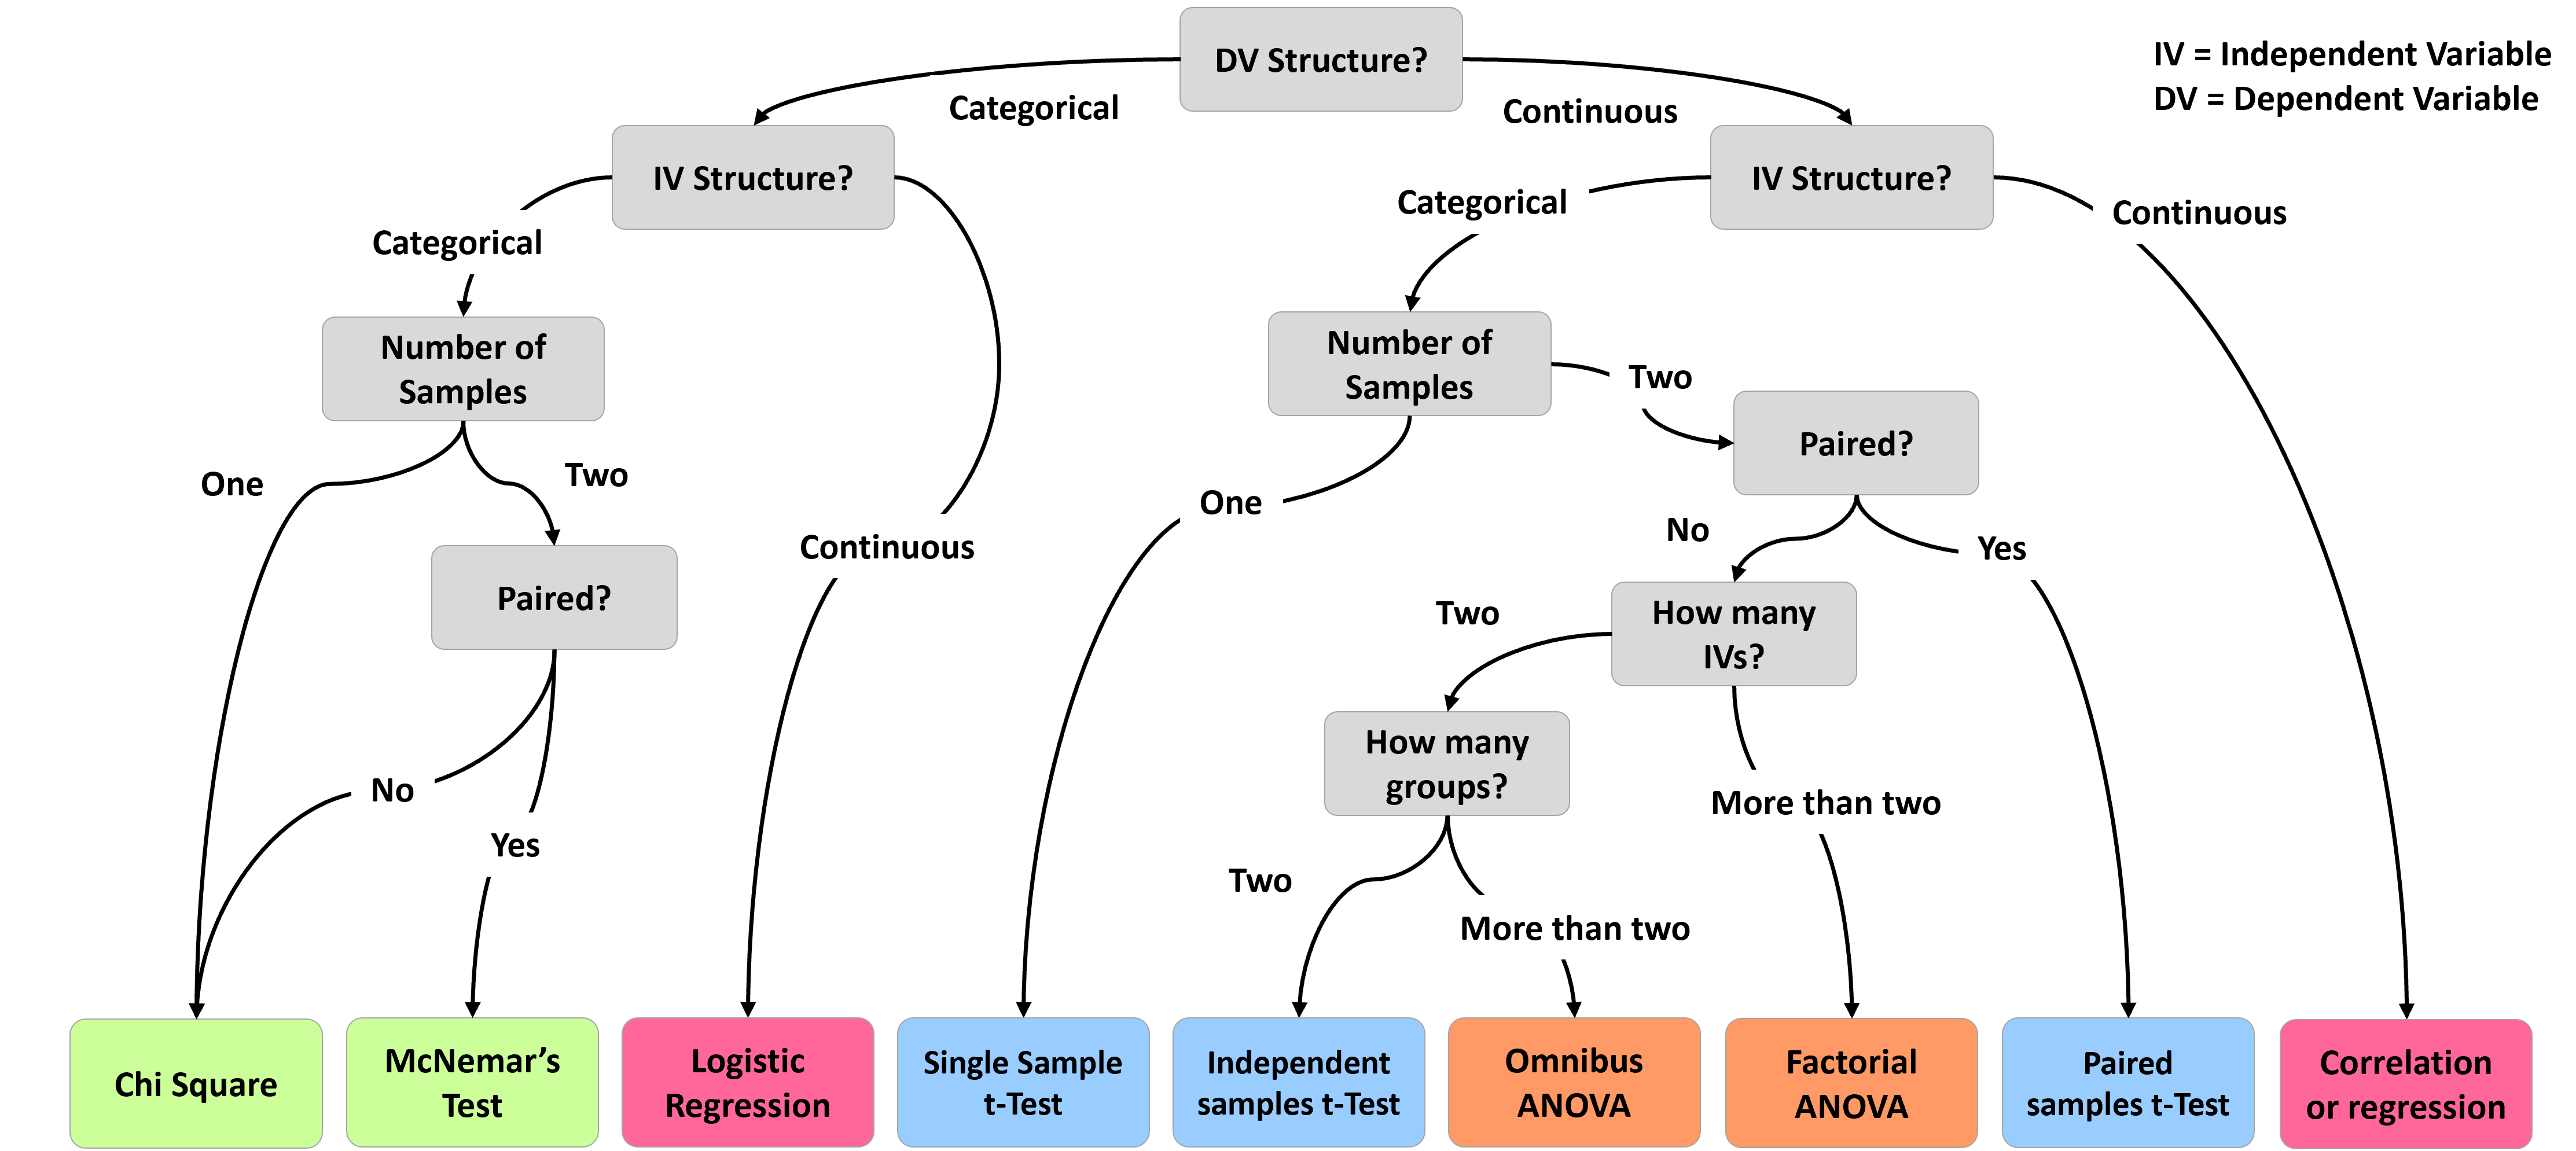 DV Structure?
IV = Independent Variable
DV = Dependent Variable
Categorical
Continuous
IV Structure?
IV Structure?
Categorical
Continuous
Categorical
Continuous
Number of
Samples
Number of
Samples
One
Two
One
Two
Paired?
Paired?
No
Yes
No
Yes
How many
IVs?
Two
More than two
How many
groups?
Two
More than two
Chi Square
McNemar’s
Test
Logistic
Regression
Single Sample
t-Test
Independent
samples t-Test
Omnibus
ANOVA
Factorial
ANOVA
Paired
samples t-Test
Correlation
or regression